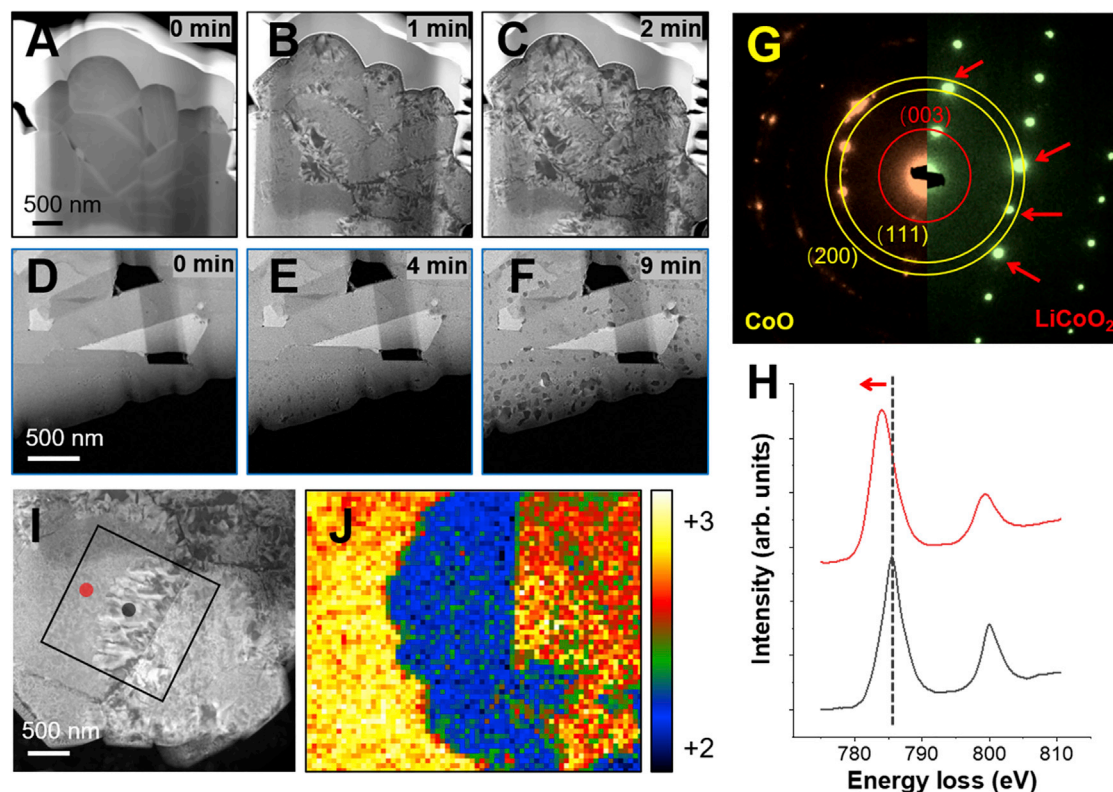 A
0 min
500 nm
B
1 min
C
2 min
D
0 min
500 nm
E
4 min
F
9 min
G
(003)
(111)
(200)
CoO
LiCoO₂
H
Intensity (arb. units)
780 790 800 810
Energy loss (eV)
I
500 nm
J
+3
+2